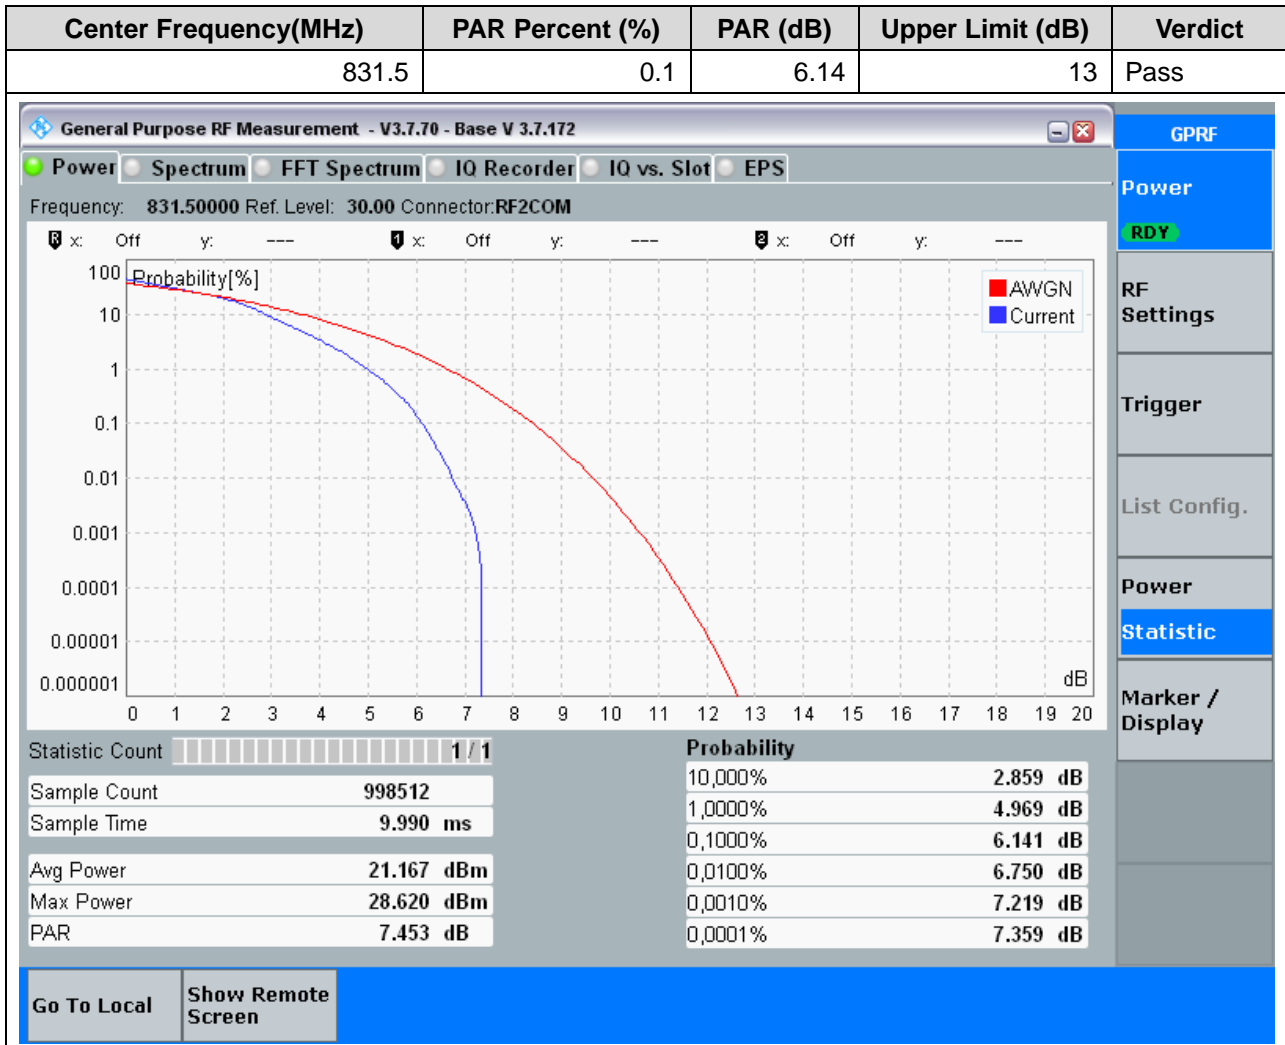 Center Frequency(MHz) PAR Percent (%) PAR (dB) Upper Limit (dB) Verdict
831.5 0.1 6.14 13 Pass
General Purpose RF Measurement - V3.7.70 - Base V 3.7.172
GPRF
Power Spectrum FFT Spectrum IQ Recorder IQ vs. Slot EPS
Power
RDY
Frequency: 831.50000 Ref. Level: 30.00 Connector:RF2COM
R x: Off y: --- 1 x: Off y: --- 2 x: Off y: ---
Probability[%]
AWGN
Current
100
10
1
0.1
0.01
0.001
0.0001
0.00001
0.000001
dB
0 1 2 3 4 5 6 7 8 9 10 11 12 13 14 15 16 17 18 19 20
RF
Settings
Trigger
List Config.
Power
Statistic
Marker /
Display
Statistic Count 1 / 1
Sample Count 998512
Sample Time 9.990 ms
Avg Power 21.167 dBm
Max Power 28.620 dBm
PAR 7.453 dB
Probability
10,000% 2.859 dB
1,0000% 4.969 dB
0,1000% 6.141 dB
0,0100% 6.750 dB
0,0010% 7.219 dB
0,0001% 7.359 dB
Go To Local
Show Remote
Screen